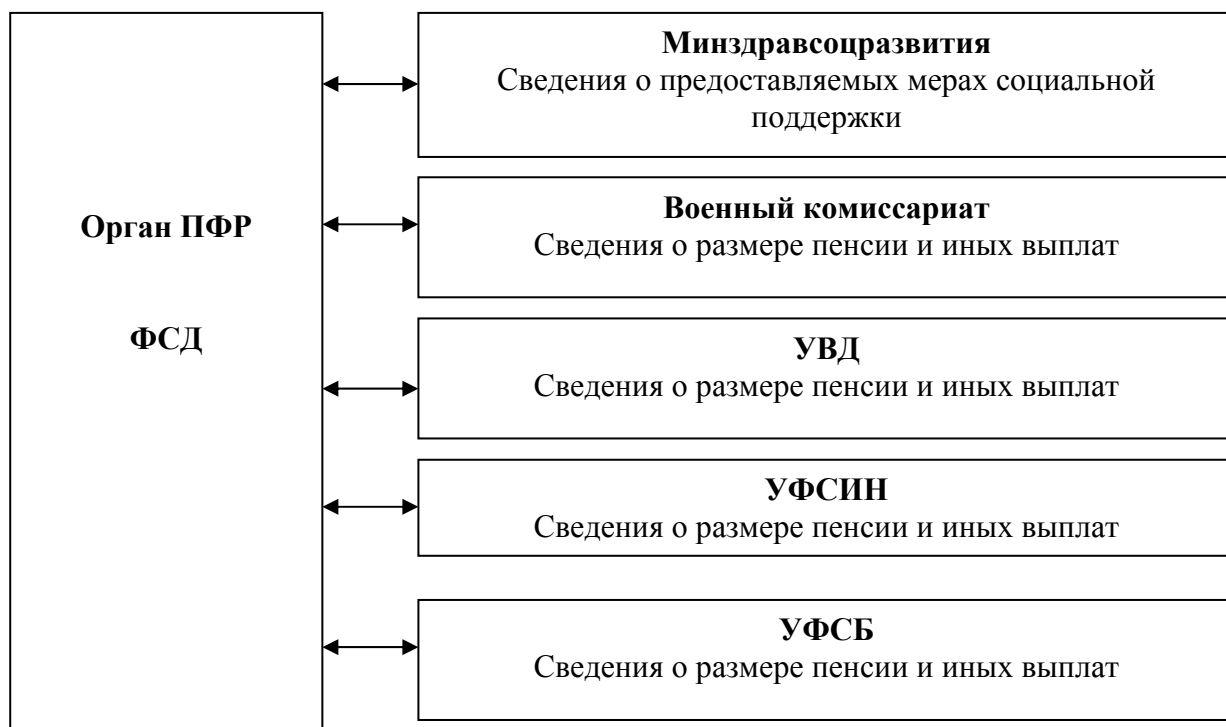 Орган ПФР
ФСД
Минздравсоцразвития
Сведения о предоставляемых мерах социальной
поддержки
Военный комиссариат
Сведения о размере пенсии и иных выплат
УВД
Сведения о размере пенсии и иных выплат
УФСИН
Сведения о размере пенсии и иных выплат
УФСБ
Сведения о размере пенсии и иных выплат